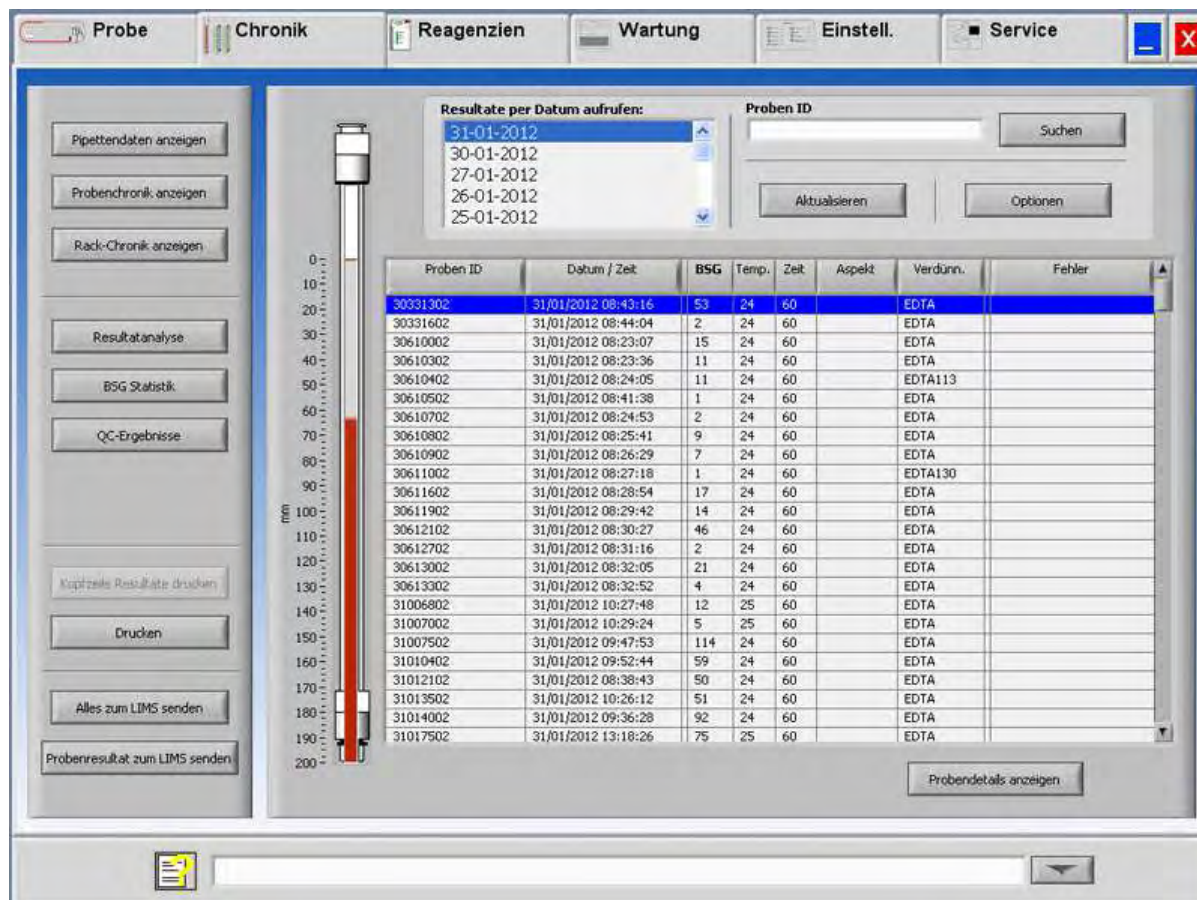 Probe Chronik Reagenzien Wartung Einstell. Service X
Resultate per Datum aufrufen: Proben ID
31-01-2012
30-01-2012
27-01-2012
26-01-2012
25-01-2012
Suchen
Aktualisieren Optionen
Pipettendaten anzeigen
Probenchronik anzeigen
Rack-Chronik anzeigen
Resultatanalyse
BSG Statistik
QC-Ergebnisse
Kopfzeile Resultate drucken
Drucken
Alles zum LIMS senden
Probenresultat zum LIMS senden
mm
0
10
20
30
40
50
60
70
80
90
100
110
120
130
140
150
160
170
180
190
200
Proben ID Datum / Zeit BSG Temp. Zeit Aspekt Verdünn. Fehler
30331302 31/01/2012 08:43:16 53 24 60 EDTA
30331602 31/01/2012 08:44:04 2 24 60 EDTA
30610002 31/01/2012 08:23:07 15 24 60 EDTA
30610302 31/01/2012 08:23:36 11 24 60 EDTA
30610402 31/01/2012 08:24:05 11 24 60 EDTA113
30610502 31/01/2012 08:41:38 1 24 60 EDTA
30610702 31/01/2012 08:24:53 2 24 60 EDTA
30610802 31/01/2012 08:25:41 9 24 60 EDTA
30610902 31/01/2012 08:26:29 7 24 60 EDTA
30611002 31/01/2012 08:27:18 1 24 60 EDTA130
30611602 31/01/2012 08:28:54 17 24 60 EDTA
30611902 31/01/2012 08:29:42 14 24 60 EDTA
30612102 31/01/2012 08:30:27 46 24 60 EDTA
30612702 31/01/2012 08:31:16 2 24 60 EDTA
30613002 31/01/2012 08:32:05 21 24 60 EDTA
30613302 31/01/2012 08:32:52 4 24 60 EDTA
31006802 31/01/2012 10:27:48 12 25 60 EDTA
31007002 31/01/2012 10:29:24 5 25 60 EDTA
31007502 31/01/2012 09:47:53 114 24 60 EDTA
31010402 31/01/2012 09:52:44 59 24 60 EDTA
31012102 31/01/2012 08:38:43 50 24 60 EDTA
31013502 31/01/2012 10:26:12 51 24 60 EDTA
31014002 31/01/2012 09:36:28 92 24 60 EDTA
31017502 31/01/2012 13:18:26 75 25 60 EDTA
Probendetails anzeigen